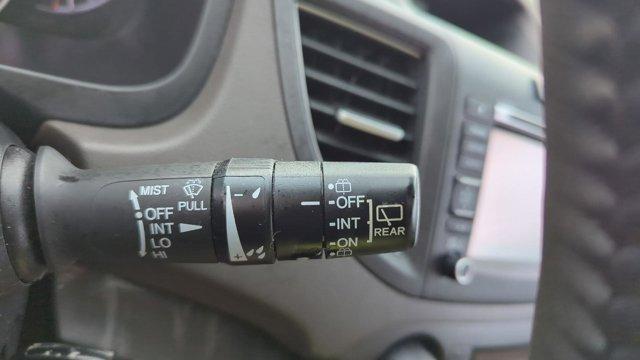 MIST
PULL
OFF
INT
LO
HI
- +
OFF
INT
ON
REAR